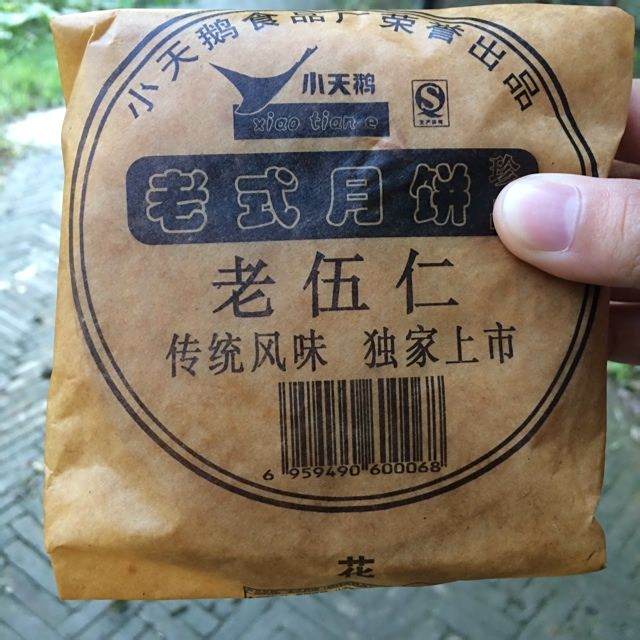 小天鹅食品厂荣誉出品
小天鹅
xiao tian e
老式月饼
老伍仁
传统风味 独家上市
6 959490 600068
花